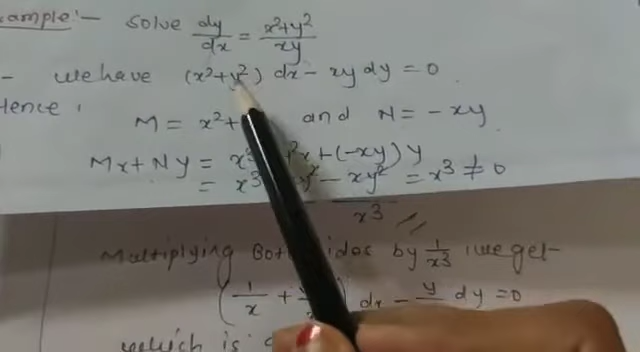 xample:- Solve dy/dx = x²+y²/xy
- we have (x²+y²) dx - xy dy = 0
Hence,
M = x²+ and N = -xy
Mx+Ny = x x + (-xy) y
= x³ y² - xy² = x³ ≠ 0
x³
Multiplying Both sides by 1/x³ we get-
(1/x + ) dx - y dy = 0
which is